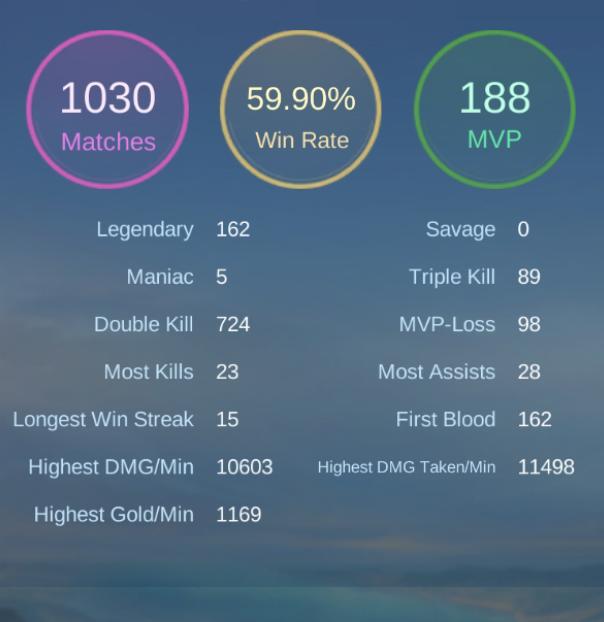 1030 59.90% 188
Matches Win Rate MVP
Legendary 162 Savage 0
Maniac 5 Triple Kill 89
Double Kill 724 MVP-Loss 98
Most Kills 23 Most Assists 28
Longest Win Streak 15 First Blood 162
Highest DMG/Min 10603 Highest DMG Taken/Min 11498
Highest Gold/Min 1169